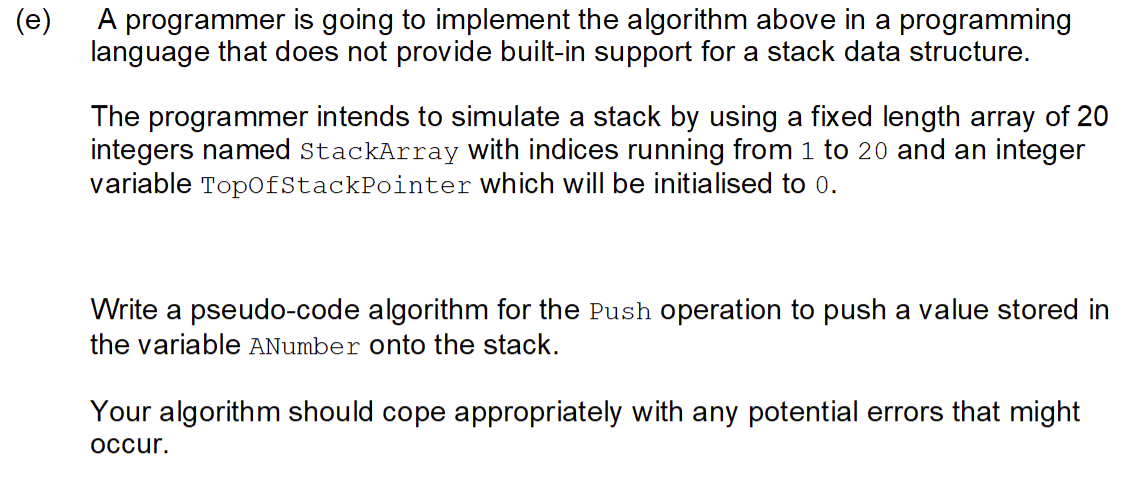 (e) A programmer is going to implement the algorithm above in a programming
language that does not provide built-in support for a stack data structure.
The programmer intends to simulate a stack by using a fixed length array of 20
integers named StackArray with indices running from 1 to 20 and an integer
variable TopOfStackPointer which will be initialised to 0.
Write a pseudo-code algorithm for the Push operation to push a value stored in
the variable ANumber onto the stack.
Your algorithm should cope appropriately with any potential errors that might
occur.